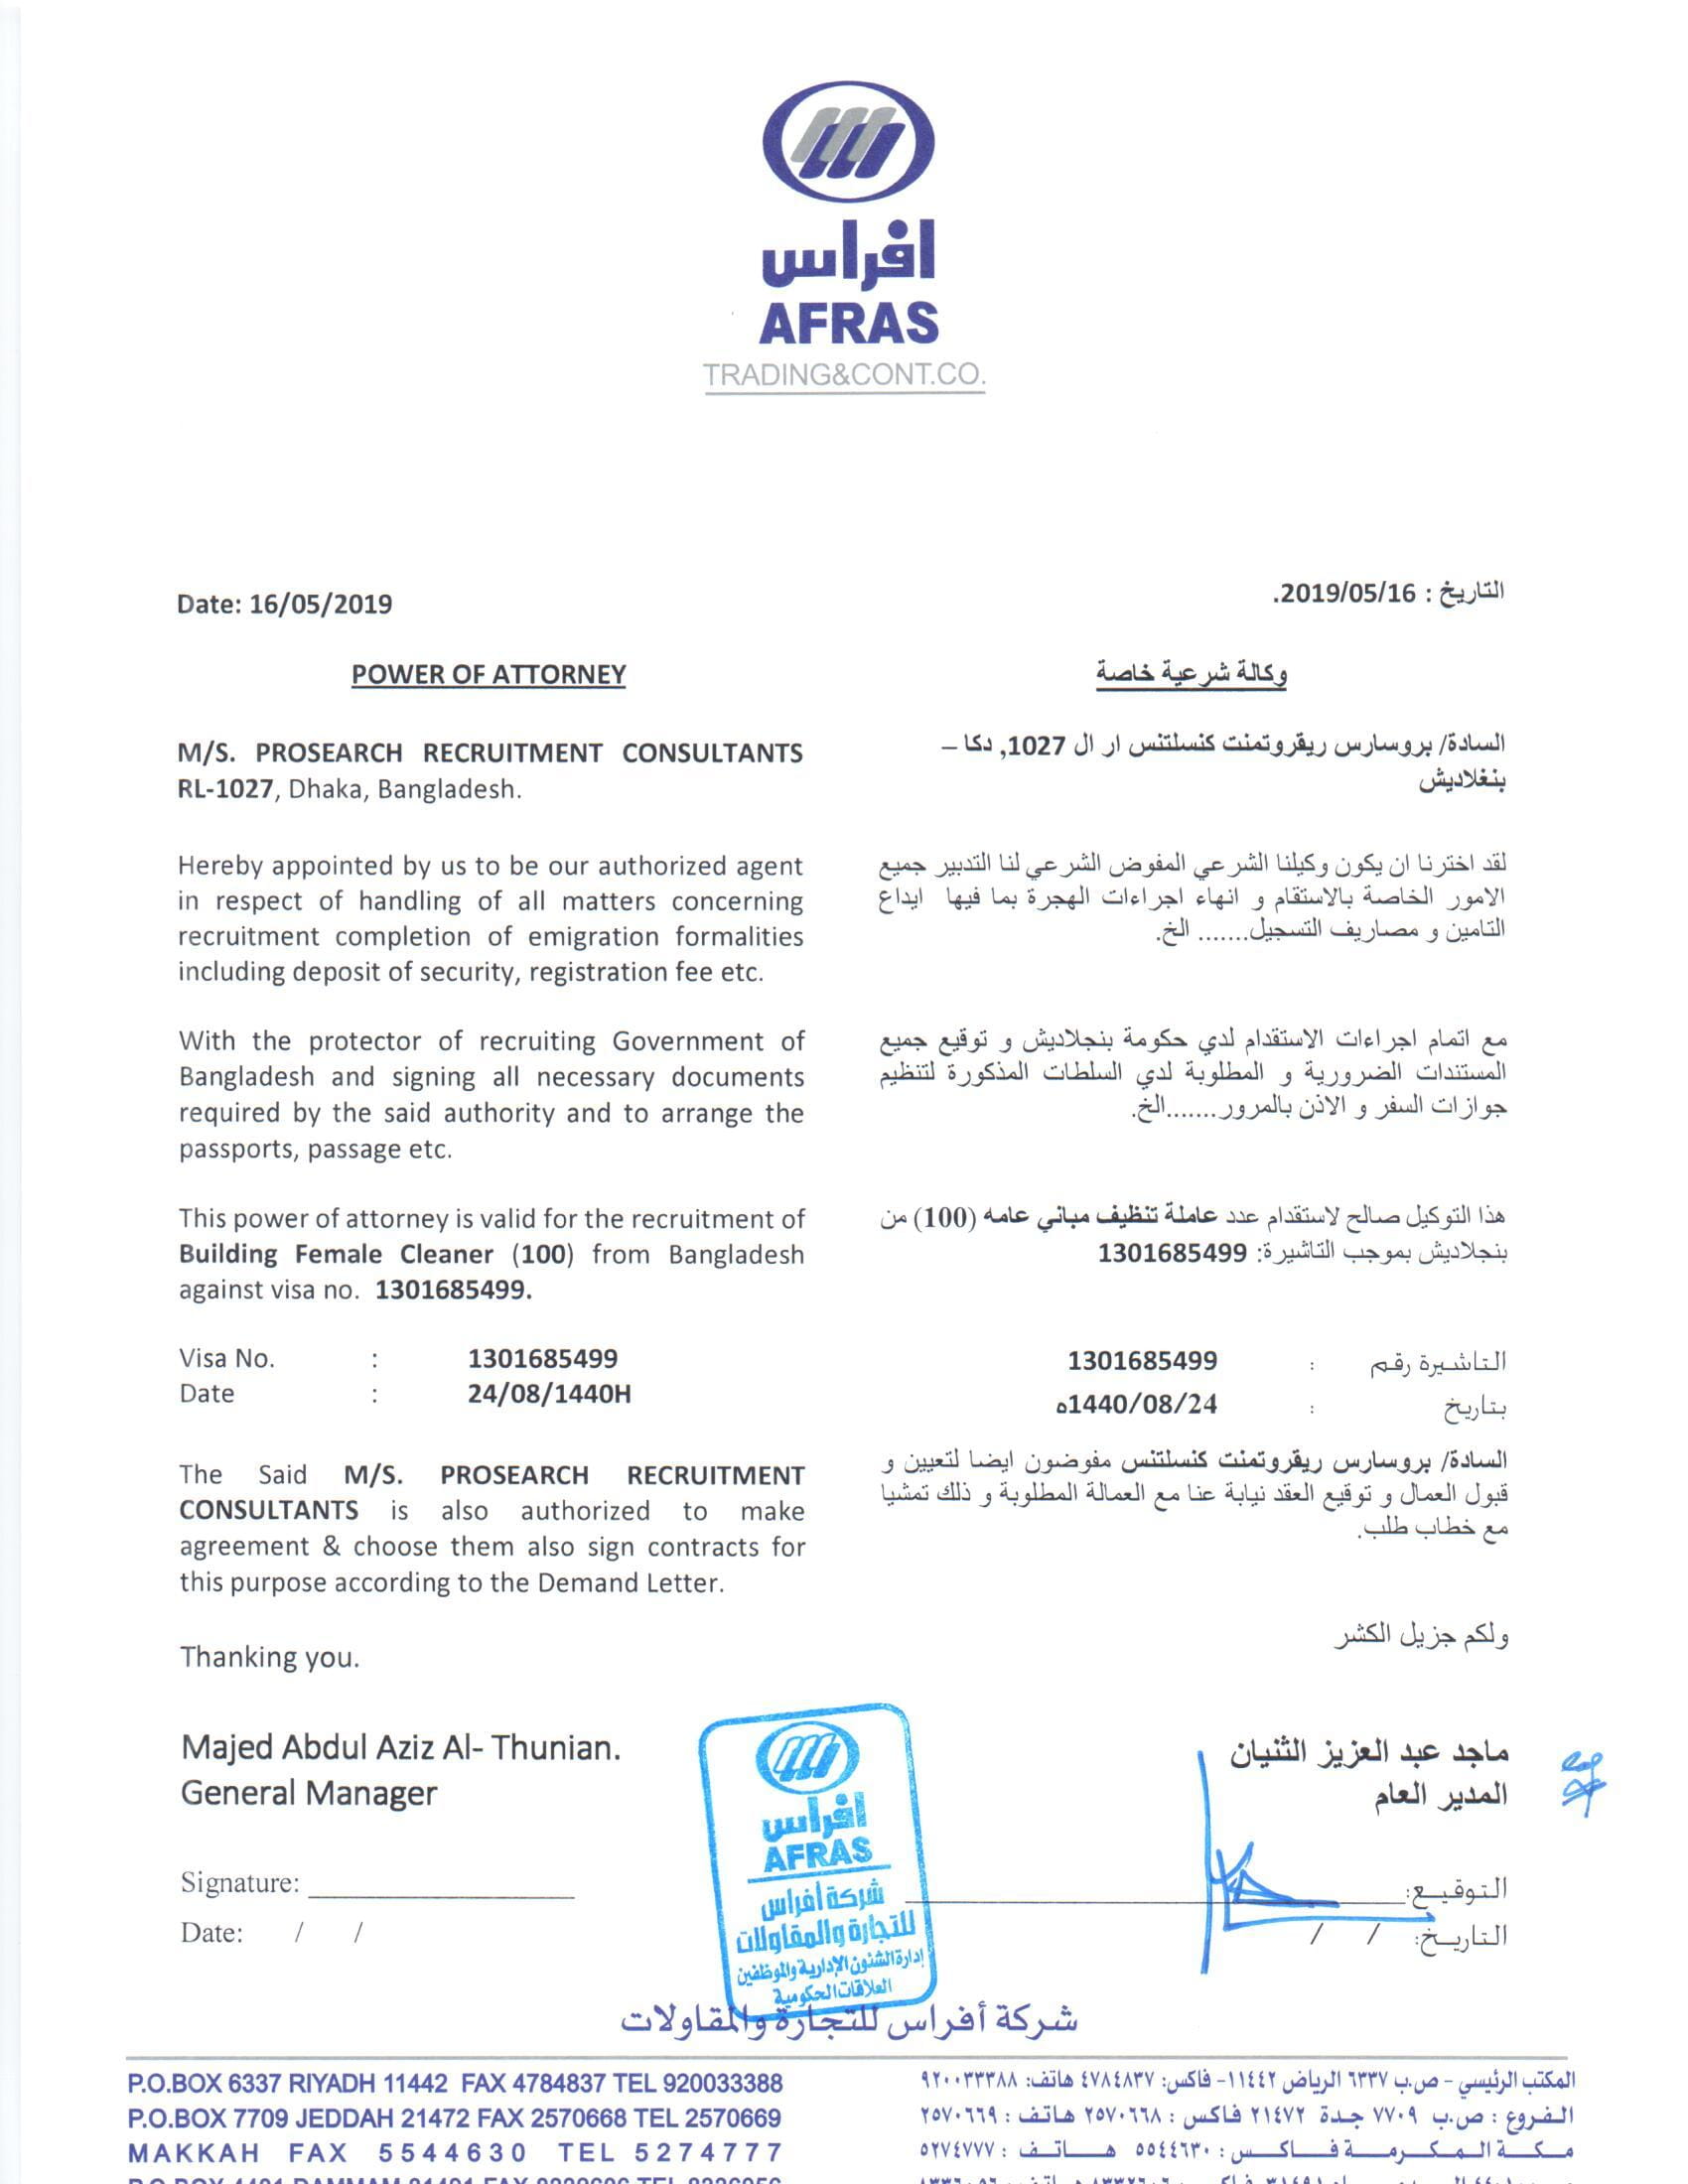 افراس
AFRAS
TRADING&CONT.CO.
Date: 16/05/2019
POWER OF ATTORNEY
M/S. PROSEARCH RECRUITMENT CONSULTANTS
RL-1027, Dhaka, Bangladesh.
Hereby appointed by us to be our authorized agent
in respect of handling of all matters concerning
recruitment completion of emigration formalities
including deposit of security, registration fee etc.
With the protector of recruiting Government of
Bangladesh and signing all necessary documents
required by the said authority and to arrange the
passports, passage etc.
This power of attorney is valid for the recruitment of
Building Female Cleaner (100) from Bangladesh
against visa no. 1301685499.
Visa No. : 1301685499
Date : 24/08/1440H
The Said M/S. PROSEARCH RECRUITMENT
CONSULTANTS is also authorized to make
agreement & choose them also sign contracts for
this purpose according to the Demand Letter.
Thanking you.
Majed Abdul Aziz Al- Thunian.
General Manager
Signature:
Date: / /
التاريخ : 2019/05/16.
وكالة شرعية خاصة
السادة/ بروسارس ريقروتمنت كنسلتنس ار ال 1027, دكا –
بنغلاديش
لقد اخترنا ان يكون وكيلنا الشرعي المفوض الشرعي لنا التدبير جميع
الامور الخاصة بالاستقام و انهاء اجراءات الهجرة بما فيها ايداع
التامين و مصاريف التسجيل....... الخ.
مع اتمام اجراءات الاستقدام لدي حكومة بنجلاديش و توقيع جميع
المستندات الضرورية و المطلوبة لدي السلطات المذكورة لتنظيم
جوازات السفر و الاذن بالمرور.......الخ.
هذا التوكيل صالح لاستقدام عدد عاملة تنظيف مباني عامه (100) من
بنجلاديش بموجب التاشيرة: 1301685499
التاشيرة رقم : 1301685499
بتاريخ : 1440/08/24ه
السادة/ بروسارس ريقروتمنت كنسلتنس مفوضون ايضا لتعيين و
قبول العمال و توقيع العقد نيابة عنا مع العمالة المطلوبة و ذلك تمشيا
مع خطاب طلب.
ولكم جزيل الكشر
ماجد عبد العزيز الثنيان
المدير العام
التوقيع:
التاريخ: / /
افراس
AFRAS
شركة أفراس
للتجارة والمقاولات
إدارة الشئون الإدارية والموظفين
العلاقات الحكومية
شركة أفراس للتجارة والمقاولات
P.O.BOX 6337 RIYADH 11442 FAX 4784837 TEL 920033388
P.O.BOX 7709 JEDDAH 21472 FAX 2570668 TEL 2570669
MAKKAH FAX 5544630 TEL 5274777
المكتب الرئيسي - ص.ب ٦٣٣٧ الرياض ١١٤٤٢- فاكس: ٤٧٨٤٨٣٧ هاتف: ٩٢٠٠٣٣٣٨٨
الفروع : ص.ب ٧٧٠٩ جدة ٢١٤٧٢ فاكس : ٢٥٧٠٦٦٨ هاتف : ٢٥٧٠٦٦٩
مكة المكرمة فاكس : ٥٥٤٤٦٣٠ هاتف : ٥٢٧٤٧٧٧